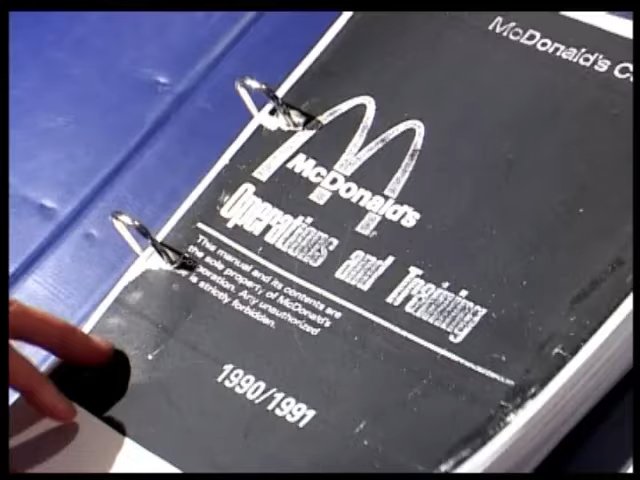 McDonald's
McDonald's
Operations and Training
This manual and its contents are
the sole property of McDonald's
Corporation. Any unauthorized
is strictly forbidden.
1990/1991